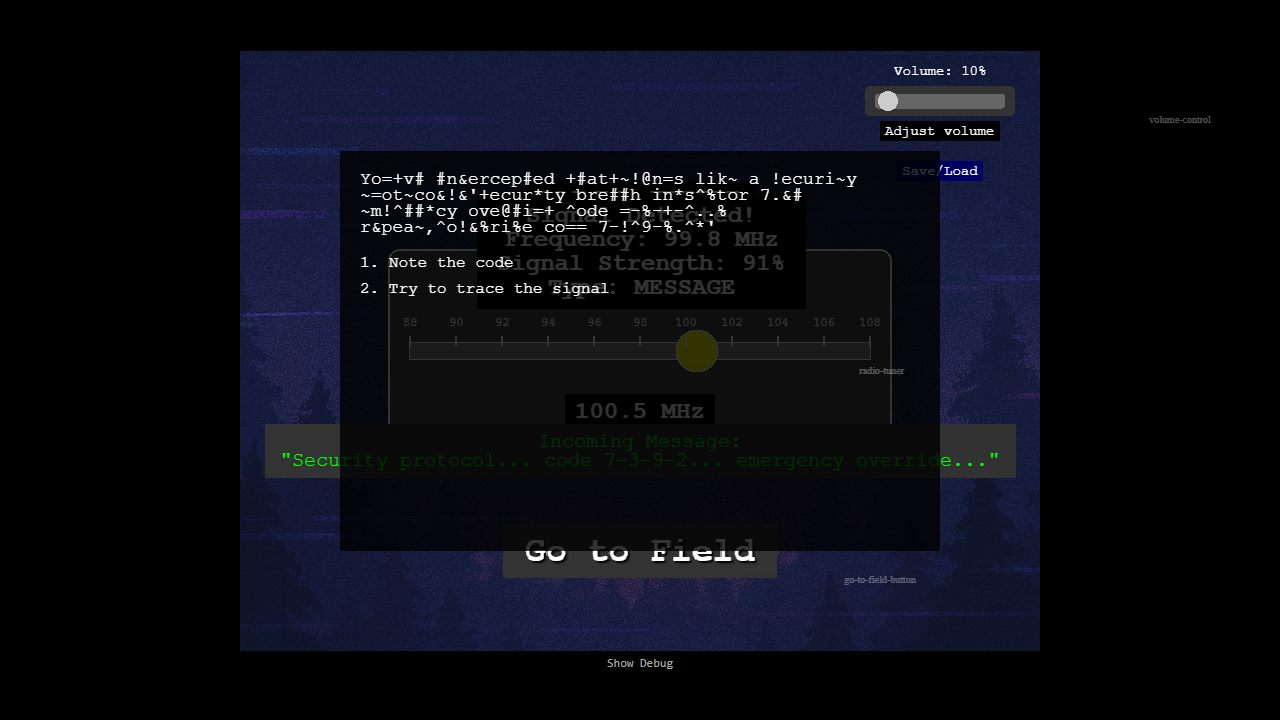 Volume: 10%
Adjust volume
volume-control
Save/Load
Yo=+v# #n&ercep#ed +#at+~!@n=s lik~ a !ecuri~y
~=ot~co&!&'+ecur*ty bre##h in*s^%tor 7.&#
~m!^##*cy ove@#i=+ ^ode =-%-+-^..%
r&pea~,^o!&%ri%e co== 7-!^9-%.^*'
Signal Detected!
Frequency: 99.8 MHz
Signal Strength: 91%
Type: MESSAGE
1. Note the code
2. Try to trace the signal
88 90 92 94 96 98 100 102 104 106 108
radio-tuner
100.5 MHz
Incoming Message:
"Security protocol... code 7-3-9-2... emergency override..."
Go to Field
go-to-field-button
Show Debug